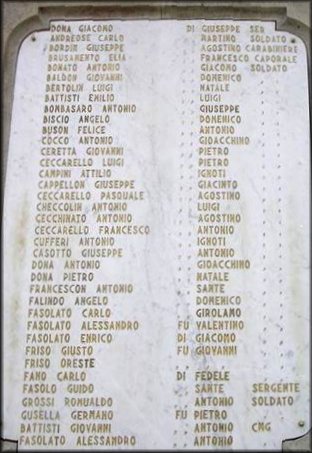 DONA GIACOMO DI GIUSEPPE SER
ANDREOSE CARLO " MARTINO SOLDATO
BORDIN GIUSEPPE " AGOSTINO CARABINIERE
BRUSAMENTO ELIA " FRANCESCO CAPORALE
BONATO ANTONIO " GIACOMO SOLDATO
BALDON GIOVANNI " DOMENICO "
BERTOLIN LUIGI " NATALE "
BATTISTI EMILIO " LUIGI "
BOMBASARO ANTONIO " GIUSEPPE "
BISCIO ANGELO " DOMENICO "
BUSON FELICE " ANTONIO "
COCCO ANTONIO " GIOACCHINO "
CERETTA GIOVANNI " PIETRO "
CECCARELLO LUIGI " PIETRO "
CAMPINI ATTILIO " IGNOTI "
CAPPELLON GIUSEPPE " GIACINTO "
CECCARELLO PASQUALE " AGOSTINO "
CHECCOLIN ANTONIO " LUIGI "
CECCHINATO ANTONIO " AGOSTINO "
CECCARELLO FRANCESCO " ANTONIO "
CUFFERI ANTONIO " IGNOTI "
CASOTTO GIUSEPPE " ANTONIO "
DONA ANTONIO " GIOACCHINO "
DONA PIETRO " NATALE "
FRANCESCON ANTONIO " SANTE "
FALINDO ANGELO " DOMENICO "
FASOLATO CARLO " GIROLAMO "
FASOLATO ALESSANDRO FU VALENTINO "
FASOLATO ENRICO DI GIACOMO "
FRISO GIUSTO FU GIOVANNI "
FRISO ORESTE " " "
FANO CARLO DI FEDELE "
FASOLO GUIDO " SANTE SERGENTE
GROSSI ROMUALDO " ANTONIO SOLDATO
GUSELLA GERMANO FU PIETRO "
BATTISTI GIOVANNI " ANTONIO CMG
FASOLATO ALESSANDRO " ANTONIO "